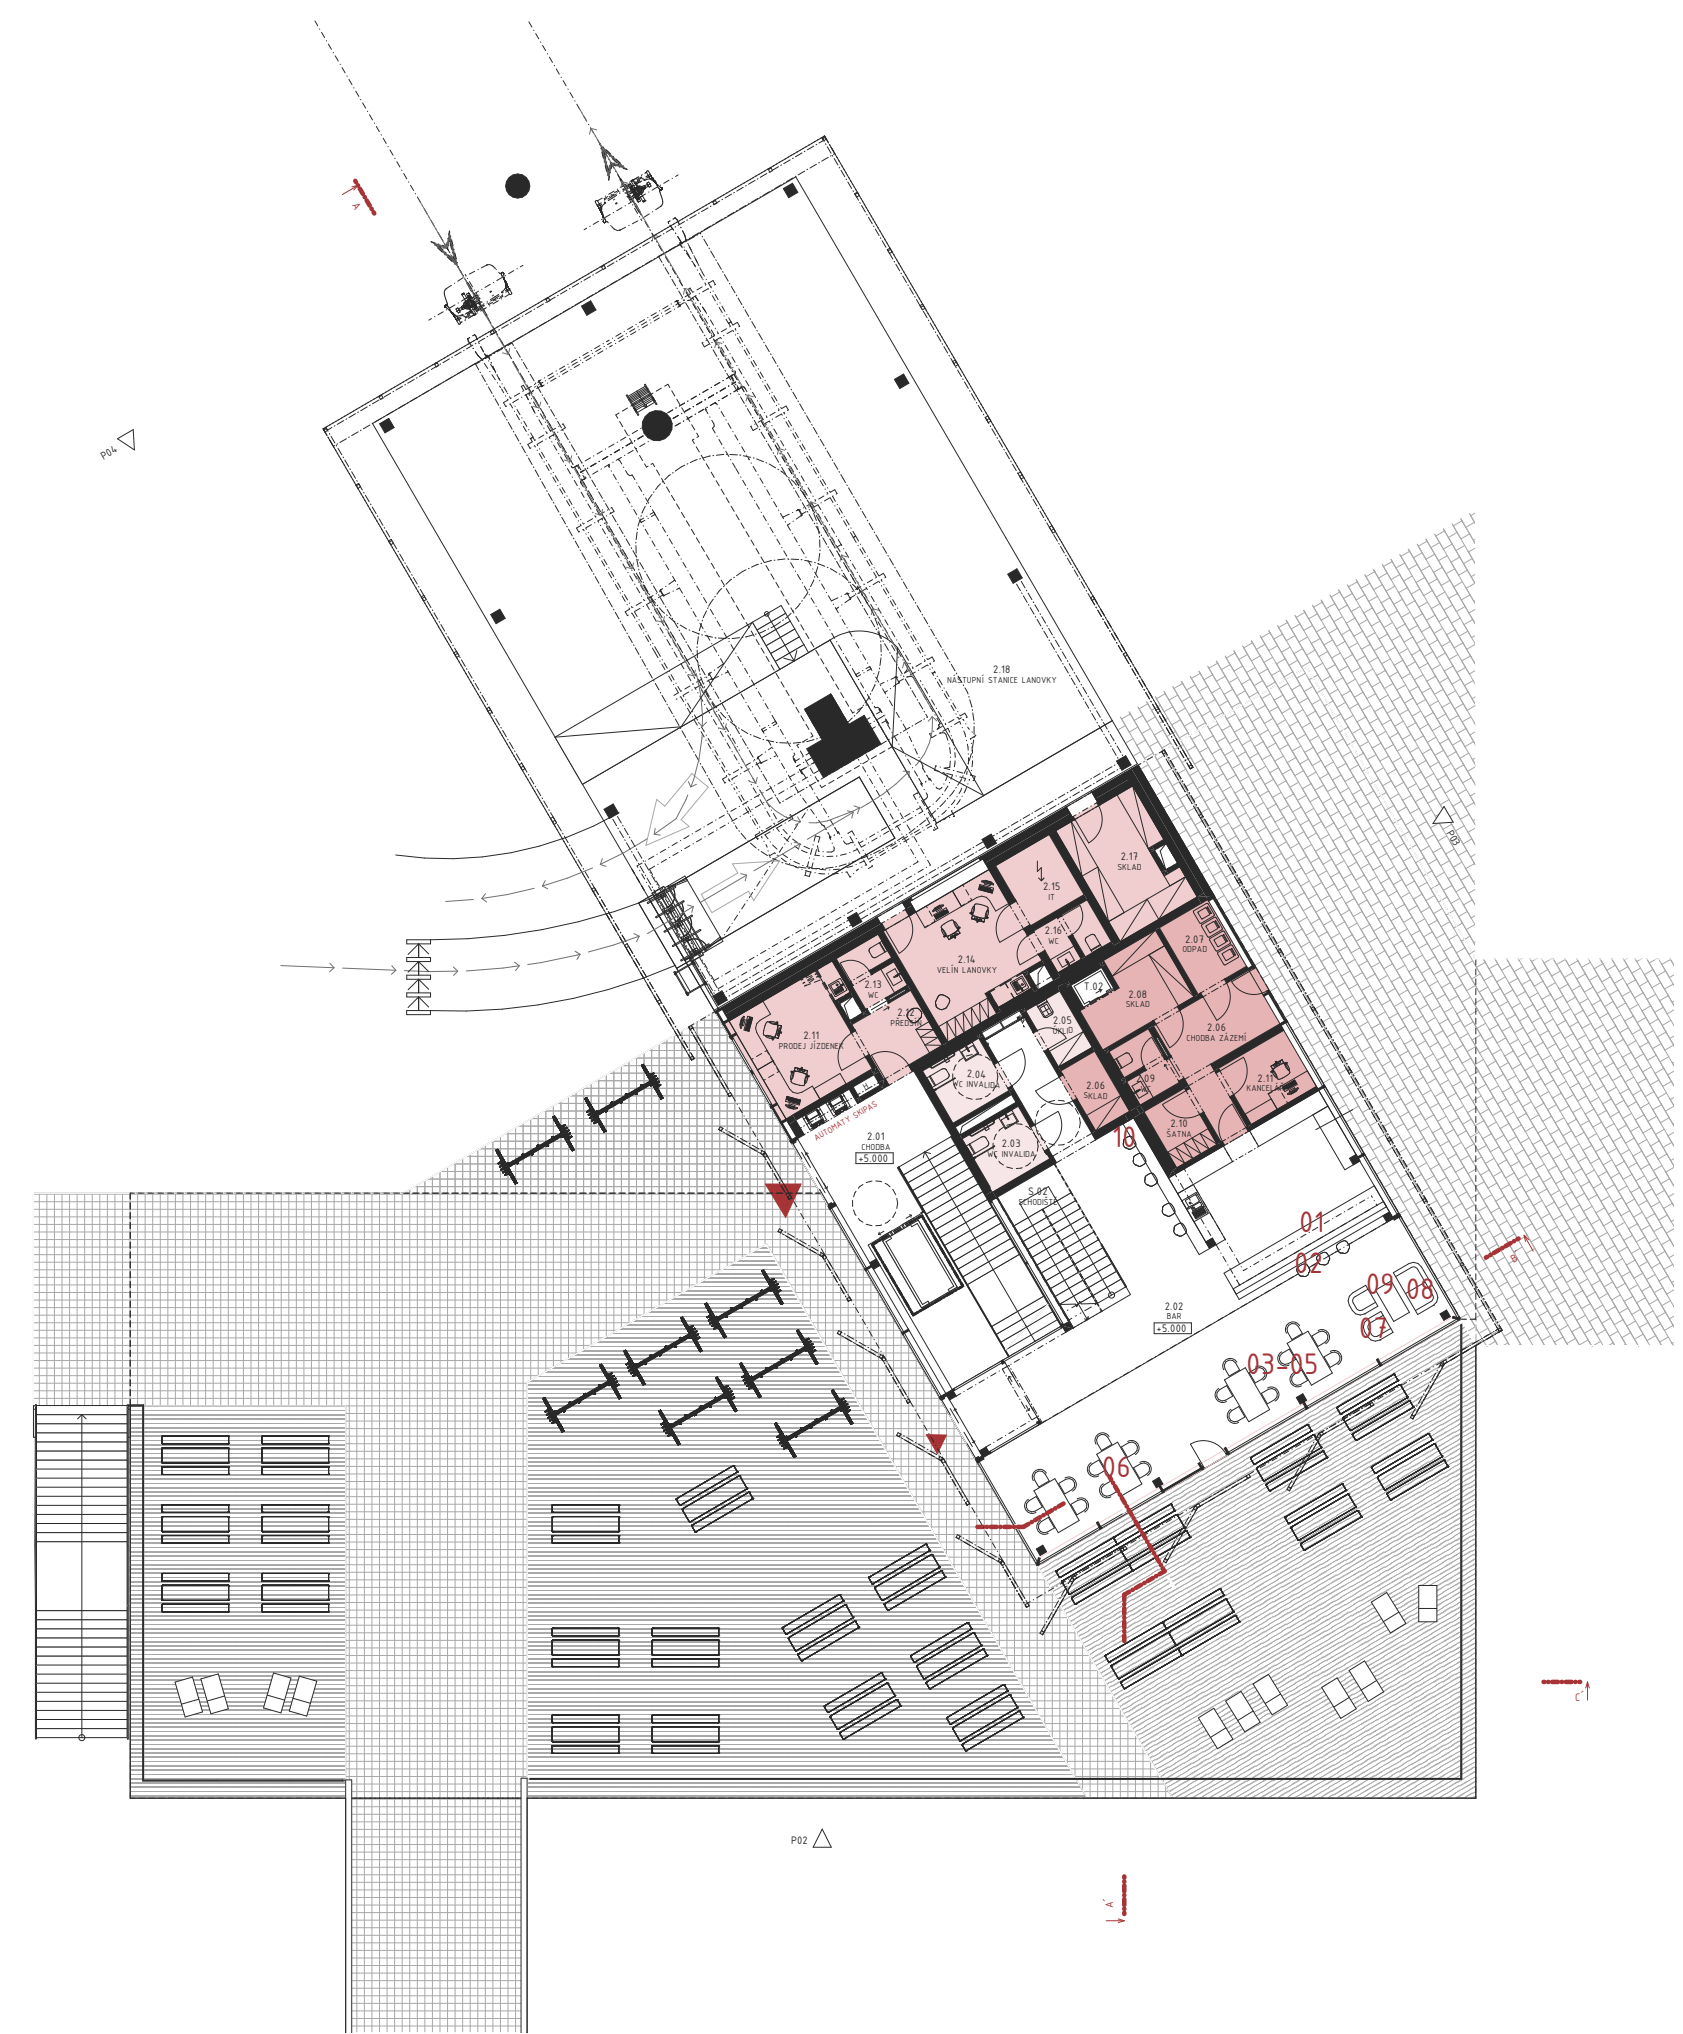 A
P04
2.18
NÁSTUPNÍ STANICE LANOVKY
P03
2.17
SKLAD
2.15
IT
2.16
WC
2.07
ODPAD
2.14
VELÍN LANOVKY
2.13
WC
T.02
2.08
SKLAD
2.12
PŘEDSÍŇ
2.05
ÚKLID
2.06
CHODBA ZÁZEMÍ
2.11
PRODEJ JÍZDENEK
2.04
WC INVALIDA
2.06
SKLAD
2.09
WC
2.11
KANCELÁŘ
AUTOMATY SKIPAS
2.10
ŠATNA
2.01
CHODBA
+5.000
2.03
WC INVALIDA
10
S.02
SCHODIŠTĚ
01
02
B'
09
08
07
2.02
BAR
+5.000
03-05
06
C'
P02
A'